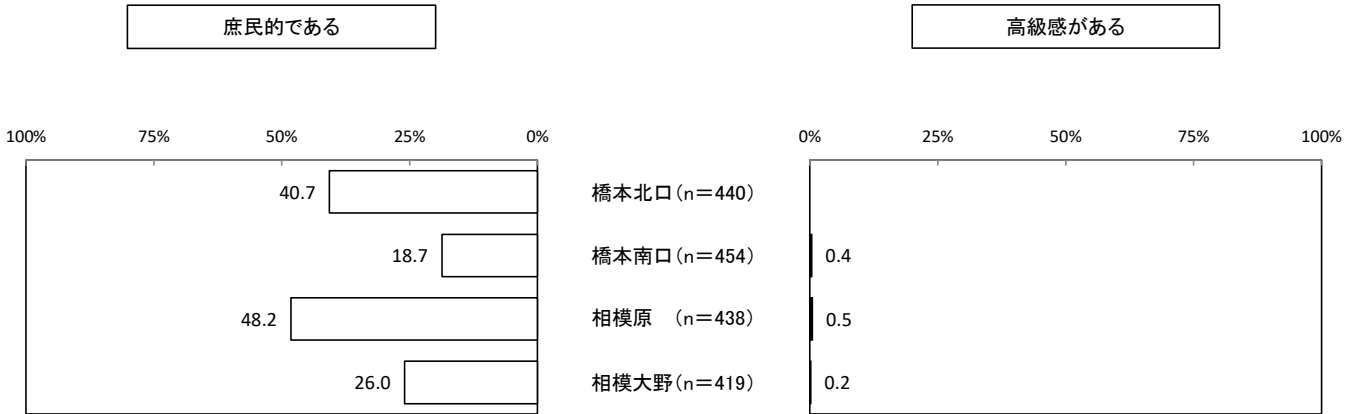 庶民的である
高級感がある
100% 75% 50% 25% 0%
0% 25% 50% 75% 100%
40.7 橋本北口(n=440)
18.7 橋本南口(n=454) 0.4
48.2 相模原 (n=438) 0.5
26.0 相模大野(n=419) 0.2